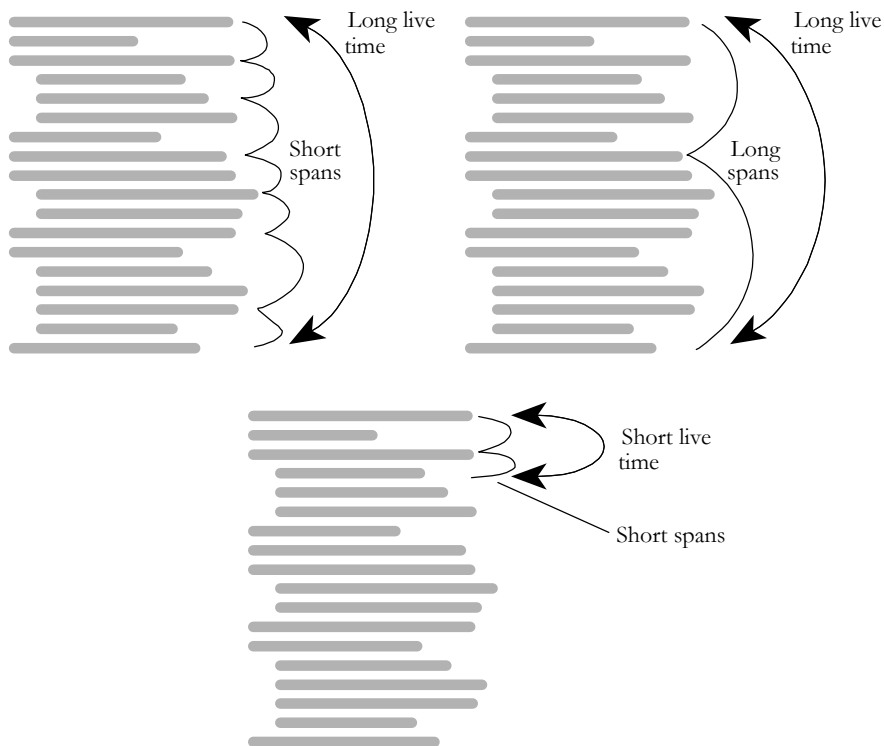 Long live
time
Short
spans
Long live
time
Long
spans
Short live
time
Short spans